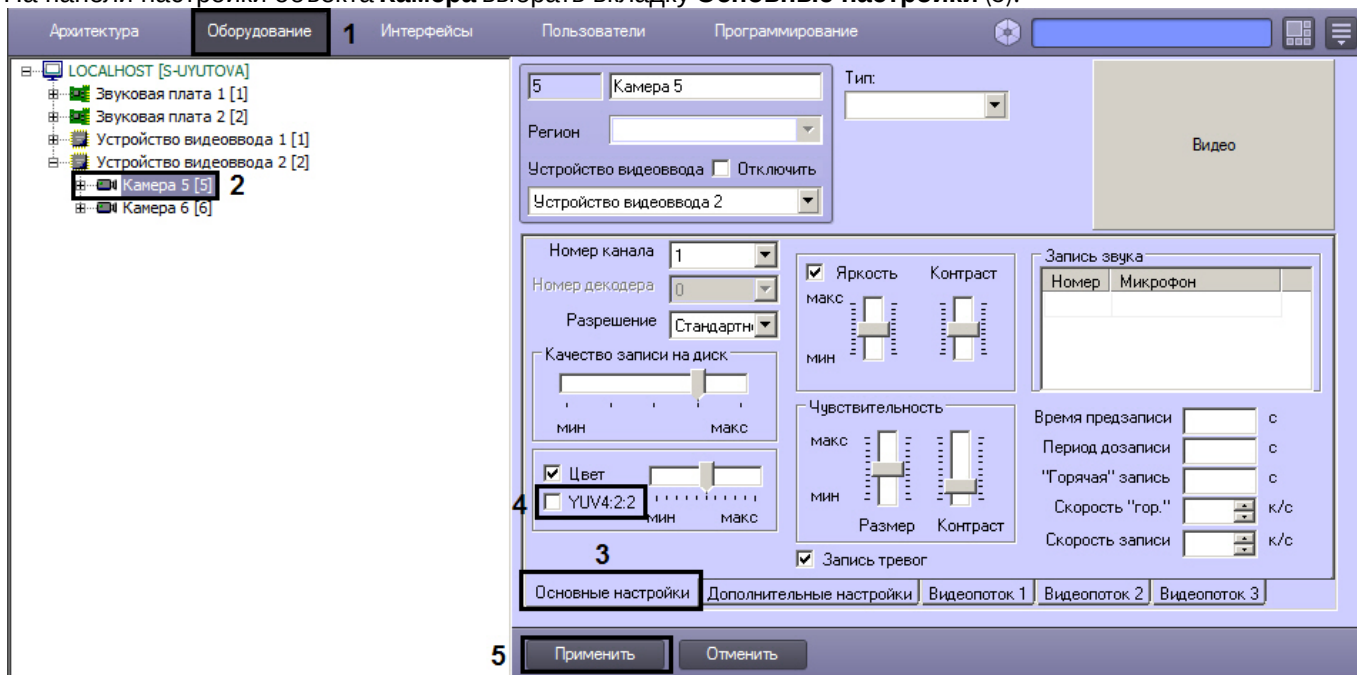 На панели настройки объекта Камера выбрать вкладку Основные настройки (3).
Архитектура Оборудование 1 Интерфейсы Пользователи Программирование
LOCALHOST [S-UYUTOVA]
Звуковая плата 1 [1]
Звуковая плата 2 [2]
Устройство видеоввода 1 [1]
Устройство видеоввода 2 [2]
Камера 5 [5] 2
Камера 6 [6]
5 Камера 5
Тип:
Регион
Устройство видеоввода Отключить
Устройство видеоввода 2
Видео
Номер канала 1
Номер декодера 0
Разрешение Стандартн
Качество записи на диск
мин макс
Цвет
4 YUV4:2:2
мин макс
Яркость Контраст
макс
мин
Чувствительность
макс
мин
Размер Контраст
Запись тревог
Запись звука
Номер Микрофон
Время предзаписи с
Период дозаписи с
"Горячая" запись с
Скорость "гор." к/с
Скорость записи к/с
3
Основные настройки Дополнительные настройки Видеопоток 1 Видеопоток 2 Видеопоток 3
5 Применить Отменить